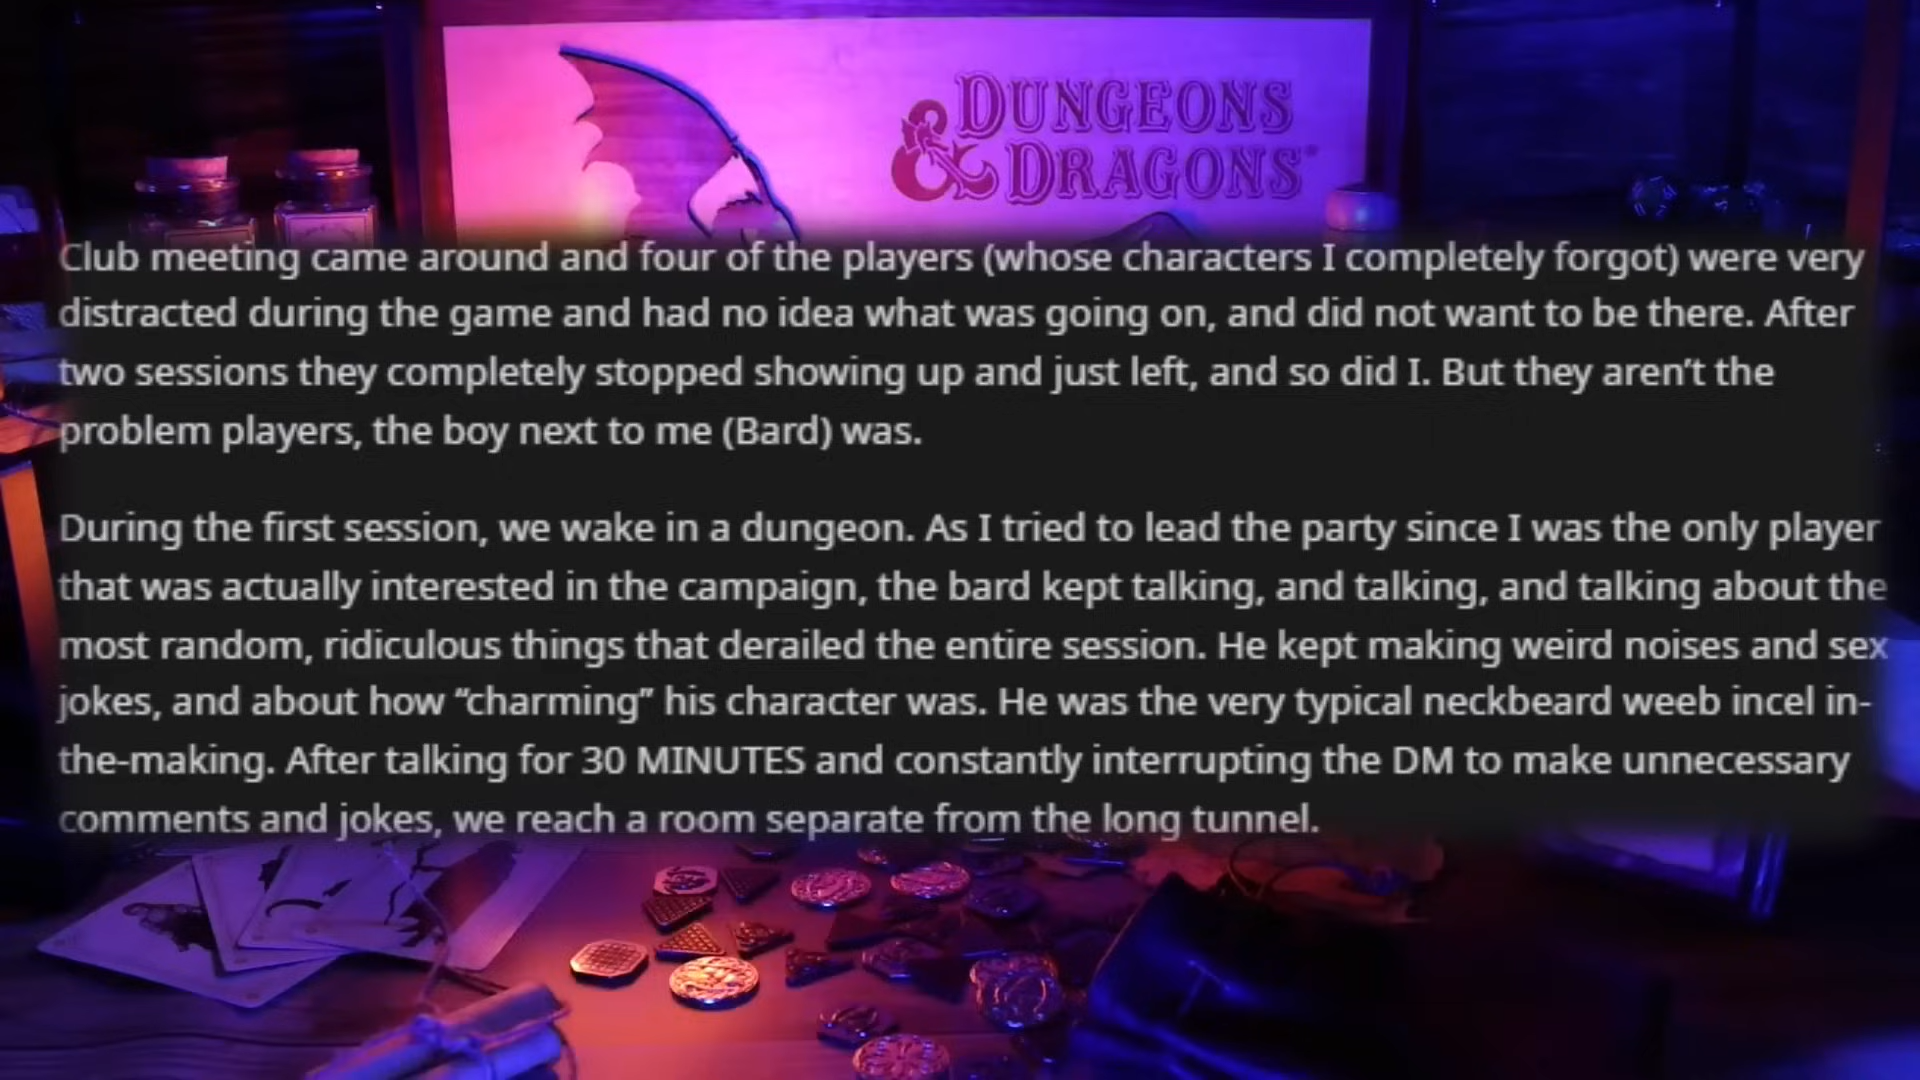 DUNGEONS
& DRAGONS
Club meeting came around and four of the players (whose characters I completely forgot) were very
distracted during the game and had no idea what was going on, and did not want to be there. After
two sessions they completely stopped showing up and just left, and so did I. But they aren’t the
problem players, the boy next to me (Bard) was.
During the first session, we wake in a dungeon. As I tried to lead the party since I was the only player
that was actually interested in the campaign, the bard kept talking, and talking, and talking about the
most random, ridiculous things that derailed the entire session. He kept making weird noises and sex
jokes, and about how “charming” his character was. He was the very typical neckbeard weeb incel in-
the-making. After talking for 30 MINUTES and constantly interrupting the DM to make unnecessary
comments and jokes, we reach a room separate from the long tunnel.